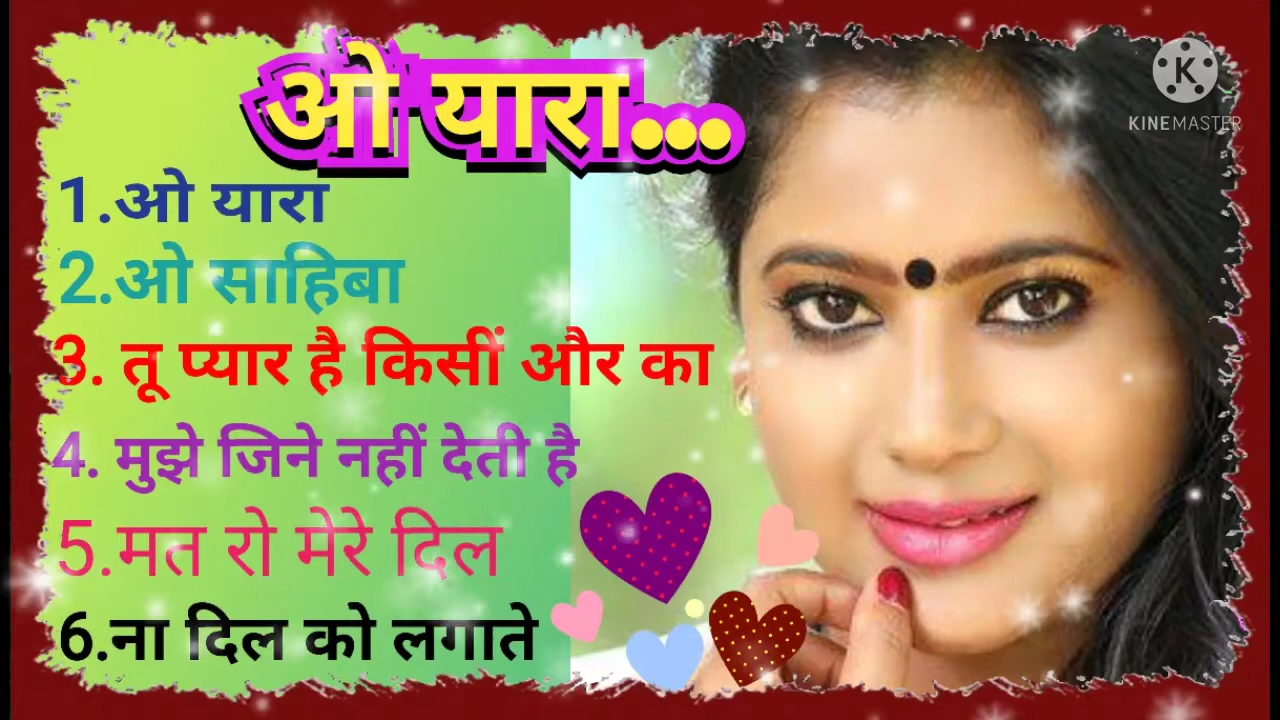 ओ यारा...
K
KINEMASTER
1.ओ यारा
2.ओ साहिबा
3. तू प्यार है किसीं और का
4. मुझे जिने नहीं देती है
5.मत रो मेरे दिल
6.ना दिल को लगाते